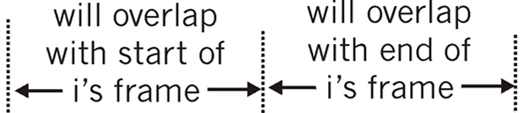 will overlap
with start of
i's frame
will overlap
with end of
i's frame